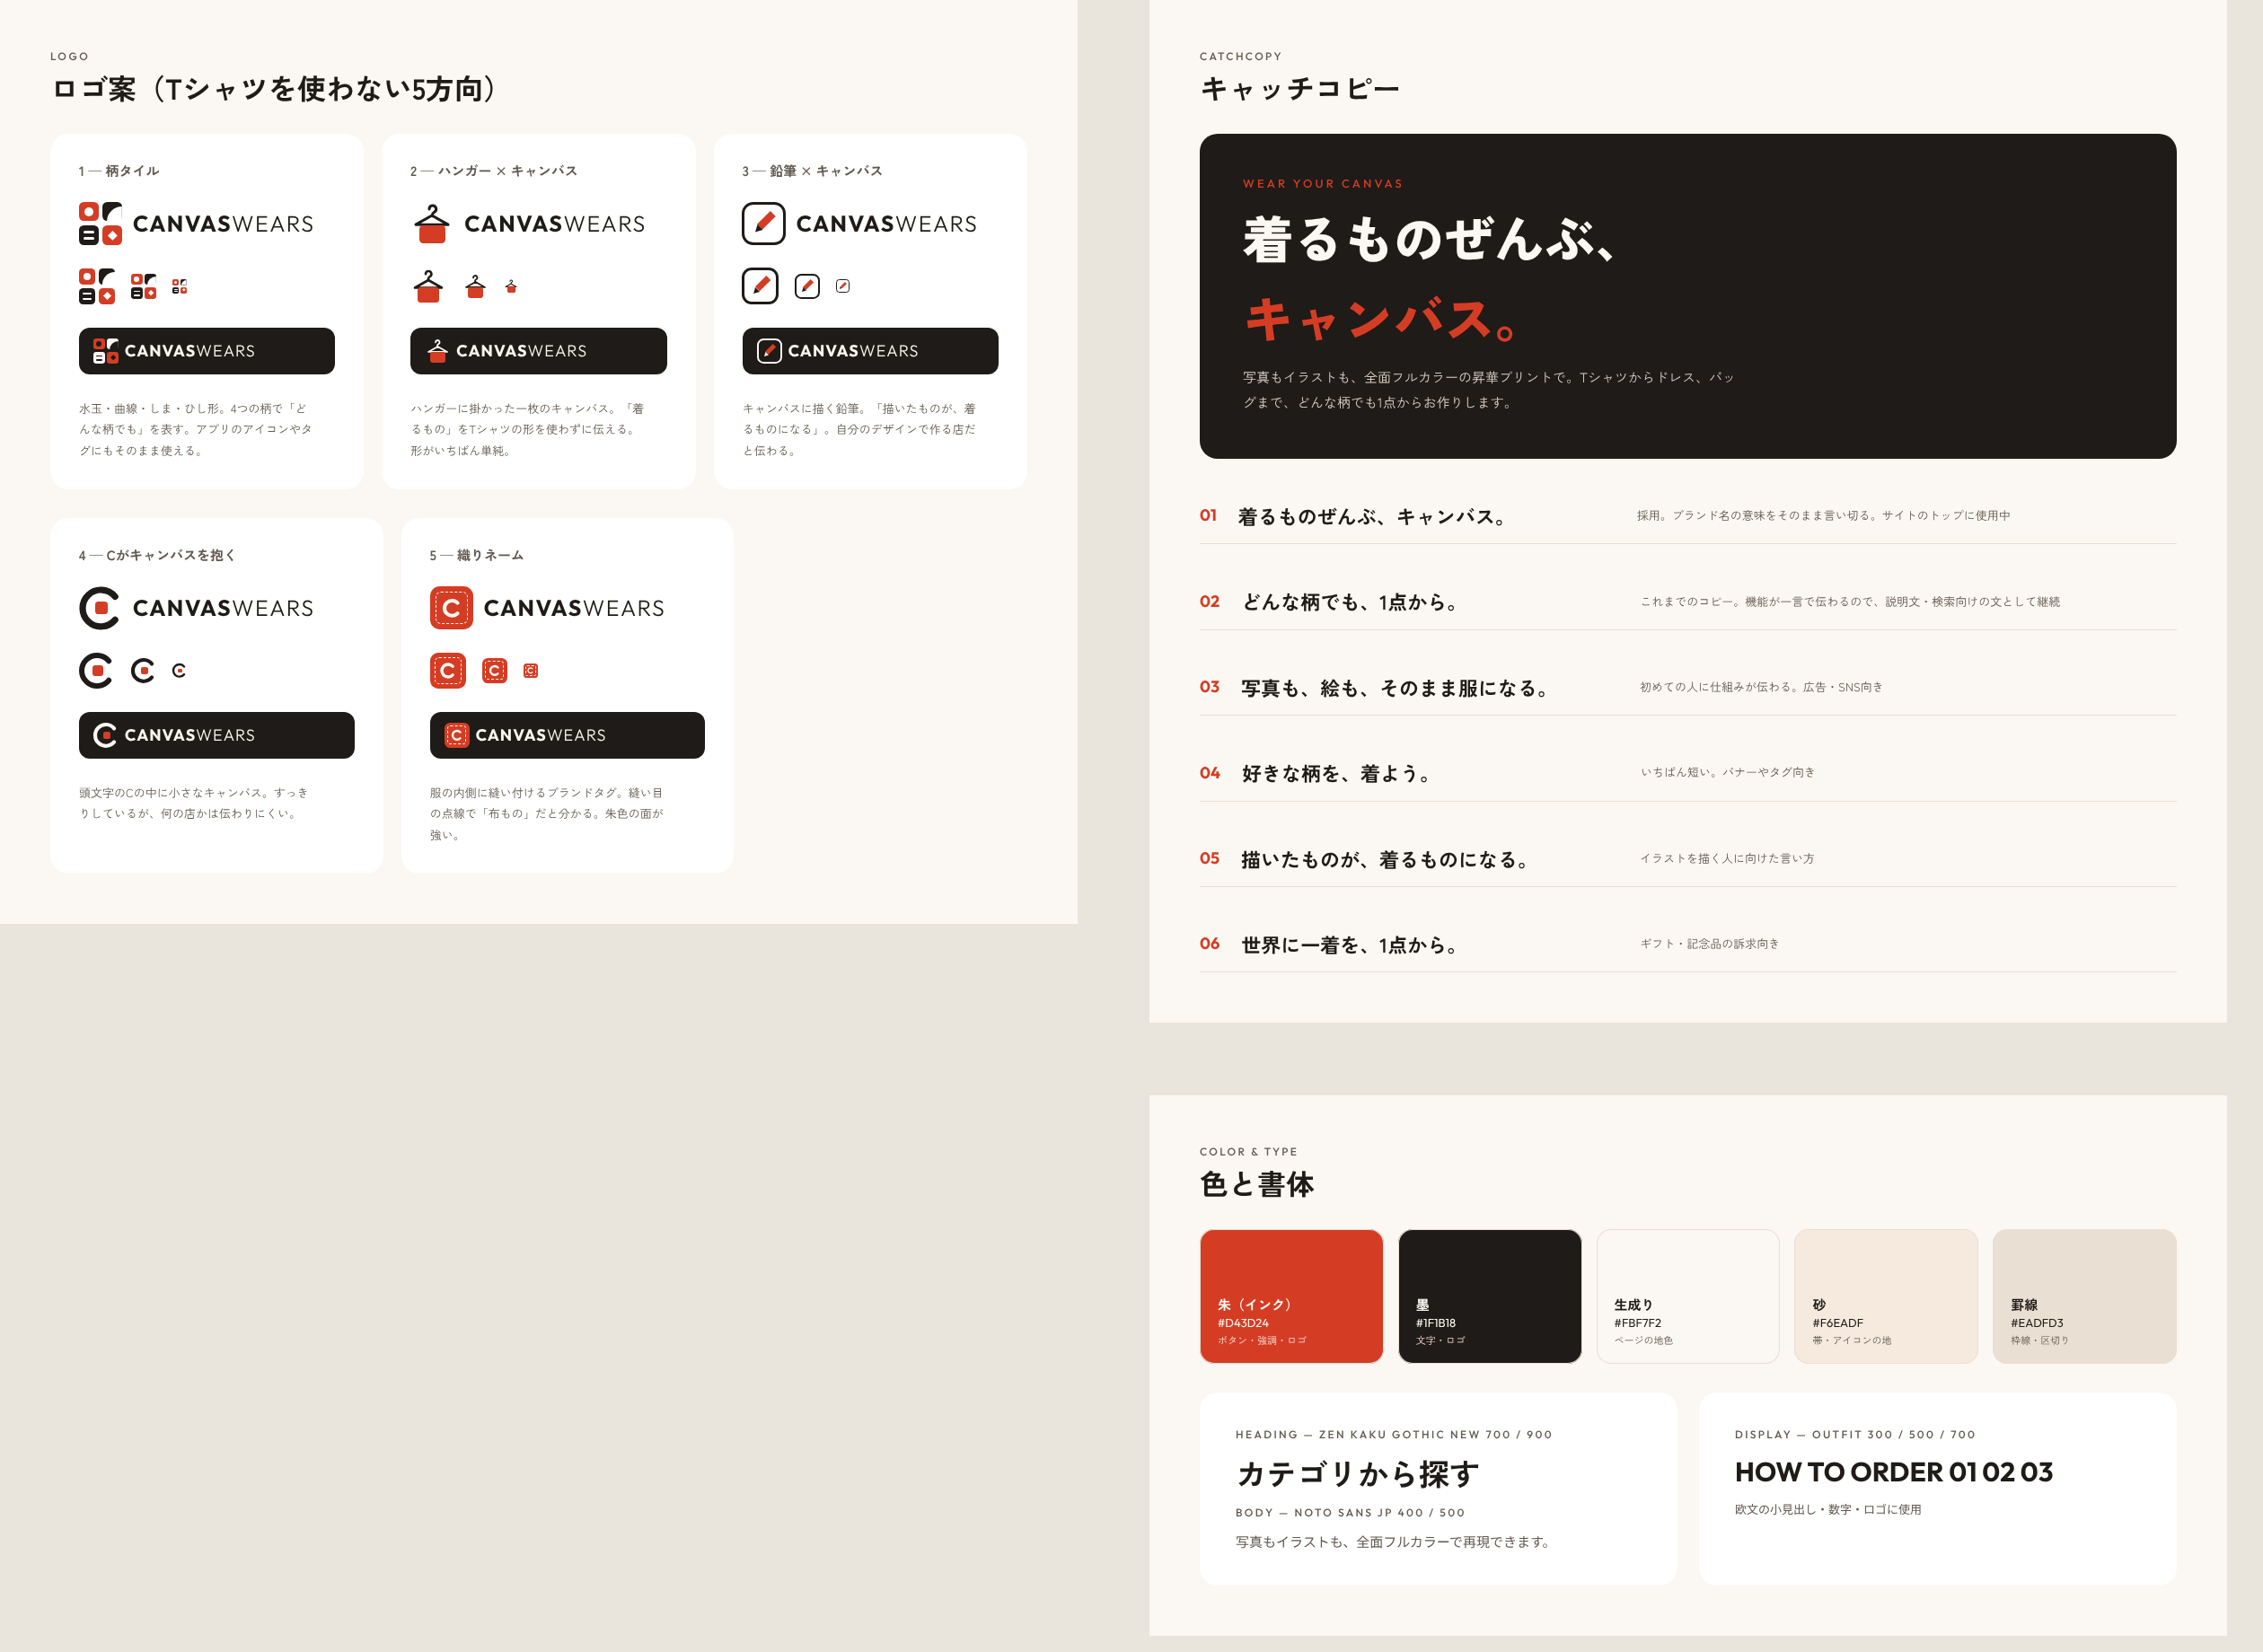 LOGO
ロゴ案（Tシャツを使わない5方向）
1 — 柄タイル
CANVASWEARS
CANVASWEARS
水玉・曲線・しま・ひし形。4つの柄で「ど
んな柄でも」を表す。アプリのアイコンやタ
グにもそのまま使える。
2 — ハンガー × キャンバス
CANVASWEARS
CANVASWEARS
ハンガーに掛かった一枚のキャンバス。「着
るもの」をTシャツの形を使わずに伝える。
形がいちばん単純。
3 — 鉛筆 × キャンバス
CANVASWEARS
CANVASWEARS
キャンバスに描く鉛筆。「描いたものが、着
るものになる」。自分のデザインで作る店だ
と伝わる。
4 — Cがキャンバスを抱く
CANVASWEARS
CANVASWEARS
頭文字のCの中に小さなキャンバス。すっき
りしているが、何の店かは伝わりにくい。
5 — 織りネーム
C CANVASWEARS
C C C
C CANVASWEARS
服の内側に縫い付けるブランドタグ。縫い目
の点線で「布もの」だと分かる。朱色の面が
強い。
CATCHCOPY
キャッチコピー
WEAR YOUR CANVAS
着るものぜんぶ、
キャンバス。
写真もイラストも、全面フルカラーの昇華プリントで。Tシャツからドレス、バッ
グまで、どんな柄でも1点からお作りします。
01 着るものぜんぶ、キャンバス。 採用。ブランド名の意味をそのまま言い切る。サイトのトップに使用中
02 どんな柄でも、1点から。 これまでのコピー。機能が一言で伝わるので、説明文・検索向けの文として継続
03 写真も、絵も、そのまま服になる。 初めての人に仕組みが伝わる。広告・SNS向き
04 好きな柄を、着よう。 いちばん短い。バナーやタグ向き
05 描いたものが、着るものになる。 イラストを描く人に向けた言い方
06 世界に一着を、1点から。 ギフト・記念品の訴求向き
COLOR & TYPE
色と書体
朱（インク）
#D43D24
ボタン・強調・ロゴ
墨
#1F1B18
文字・ロゴ
生成り
#FBF7F2
ページの地色
砂
#F6EADF
帯・アイコンの地
罫線
#EADFD3
枠線・区切り
HEADING — ZEN KAKU GOTHIC NEW 700 / 900
カテゴリから探す
BODY — NOTO SANS JP 400 / 500
写真もイラストも、全面フルカラーで再現できます。
DISPLAY — OUTFIT 300 / 500 / 700
HOW TO ORDER 01 02 03
欧文の小見出し・数字・ロゴに使用